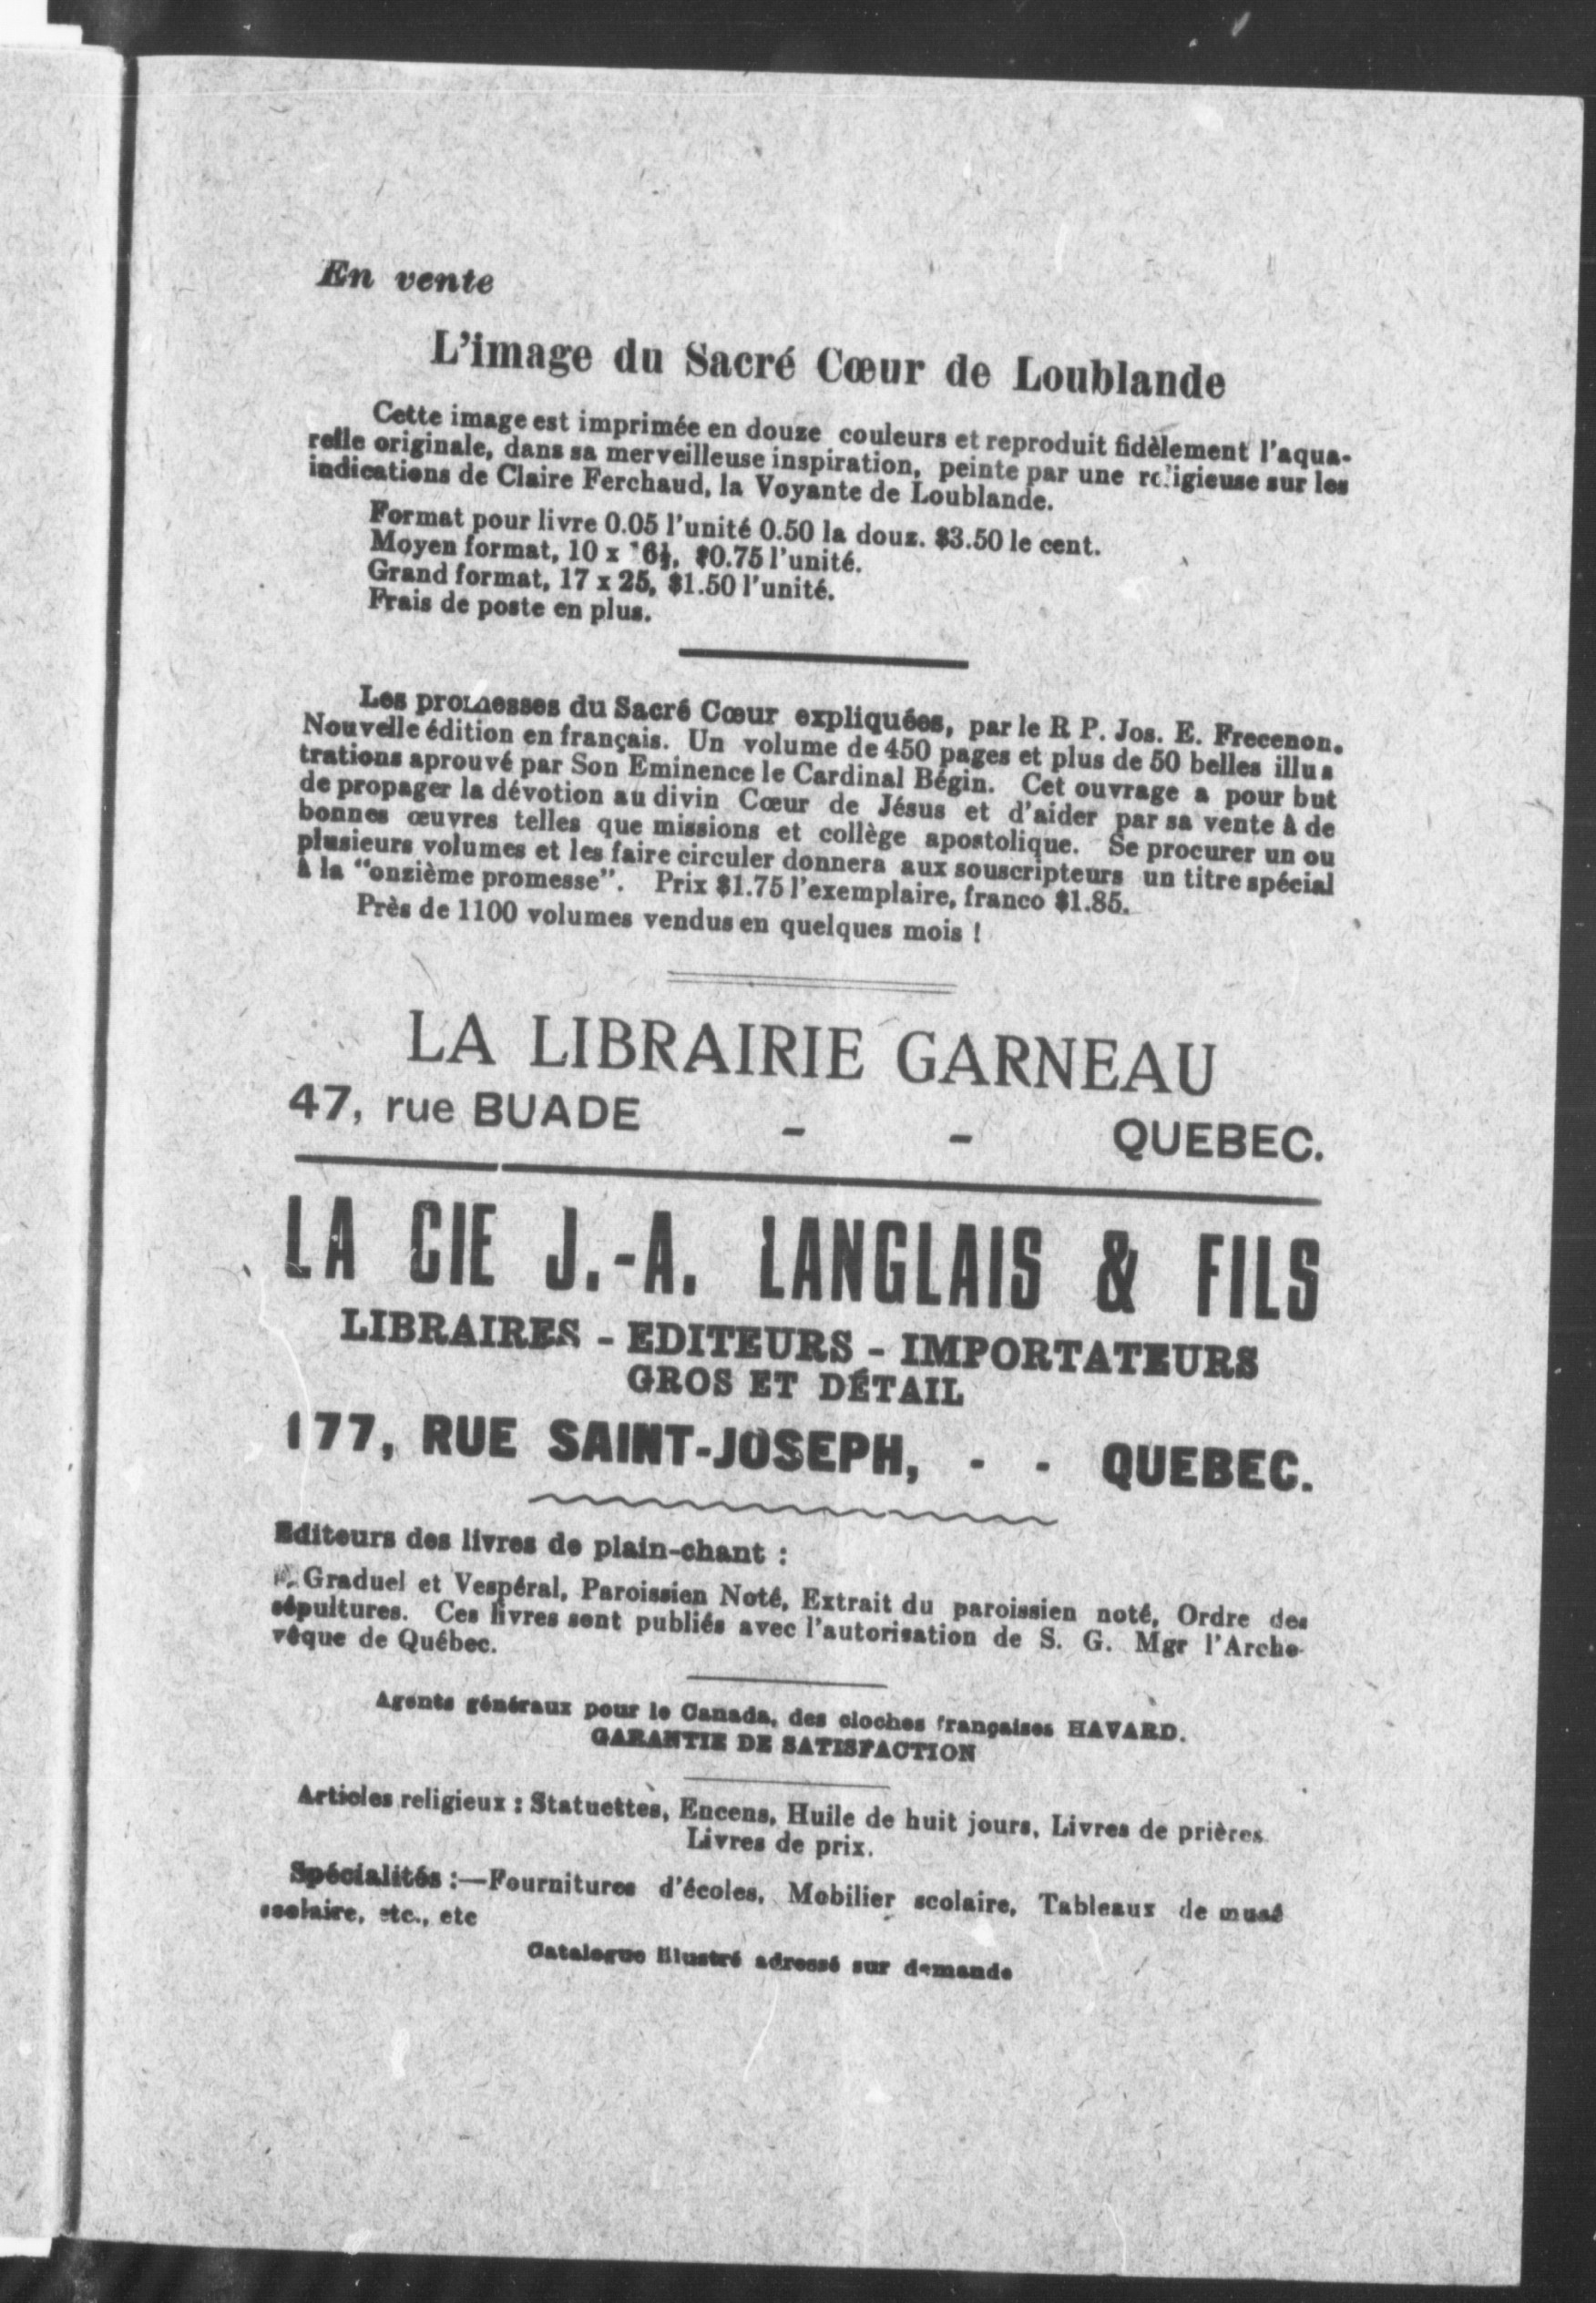 En vente
L'image du Sacré Cœur de Loublande
Cette image est imprimée en douze couleurs et reproduit fidèlement l'aqua-
relle originale, dans sa merveilleuse inspiration, peinte par une religieuse sur les
indications de Claire Ferchaud, la Voyante de Loublande.
Format pour livre 0.05 l'unité 0.50 la douz. $3.50 le cent.
Moyen format, 10 x 6½, $0.75 l'unité.
Grand format, 17 x 25, $1.50 l'unité.
Frais de poste en plus.
Les promesses du Sacré Cœur expliquées, par le R P. Jos. E. Frecenon.
Nouvelle édition en français. Un volume de 450 pages et plus de 50 belles illus
trations aprouvé par Son Eminence le Cardinal Bégin. Cet ouvrage a pour but
de propager la dévotion au divin Cœur de Jésus et d'aider par sa vente à de
bonnes œuvres telles que missions et collège apostolique. Se procurer un ou
plusieurs volumes et les faire circuler donnera aux souscripteurs un titre spécial
à la "onzième promesse". Prix $1.75 l'exemplaire, franco $1.85.
Près de 1100 volumes vendus en quelques mois !
LA LIBRAIRIE GARNEAU
47, rue BUADE - - QUEBEC.
LA CIE J.-A. LANGLAIS & FILS
LIBRAIRES - EDITEURS - IMPORTATEURS
GROS ET DÉTAIL
177, RUE SAINT-JOSEPH, - - QUEBEC.
Editeurs des livres de plain-chant :
Graduel et Vespéral, Paroissien Noté, Extrait du paroissien noté, Ordre des
sépultures. Ces livres sont publiés avec l'autorisation de S. G. Mgr l'Arche-
vêque de Québec.
Agents généraux pour le Canada, des cloches françaises HAVARD.
GARANTIE DE SATISFACTION
Articles religieux : Statuettes, Encens, Huile de huit jours, Livres de prières
Livres de prix.
Spécialités :—Fournitures d'écoles, Mobilier scolaire, Tableaux de musé
scolaire, etc., etc
Catalogue illustré adressé sur demande